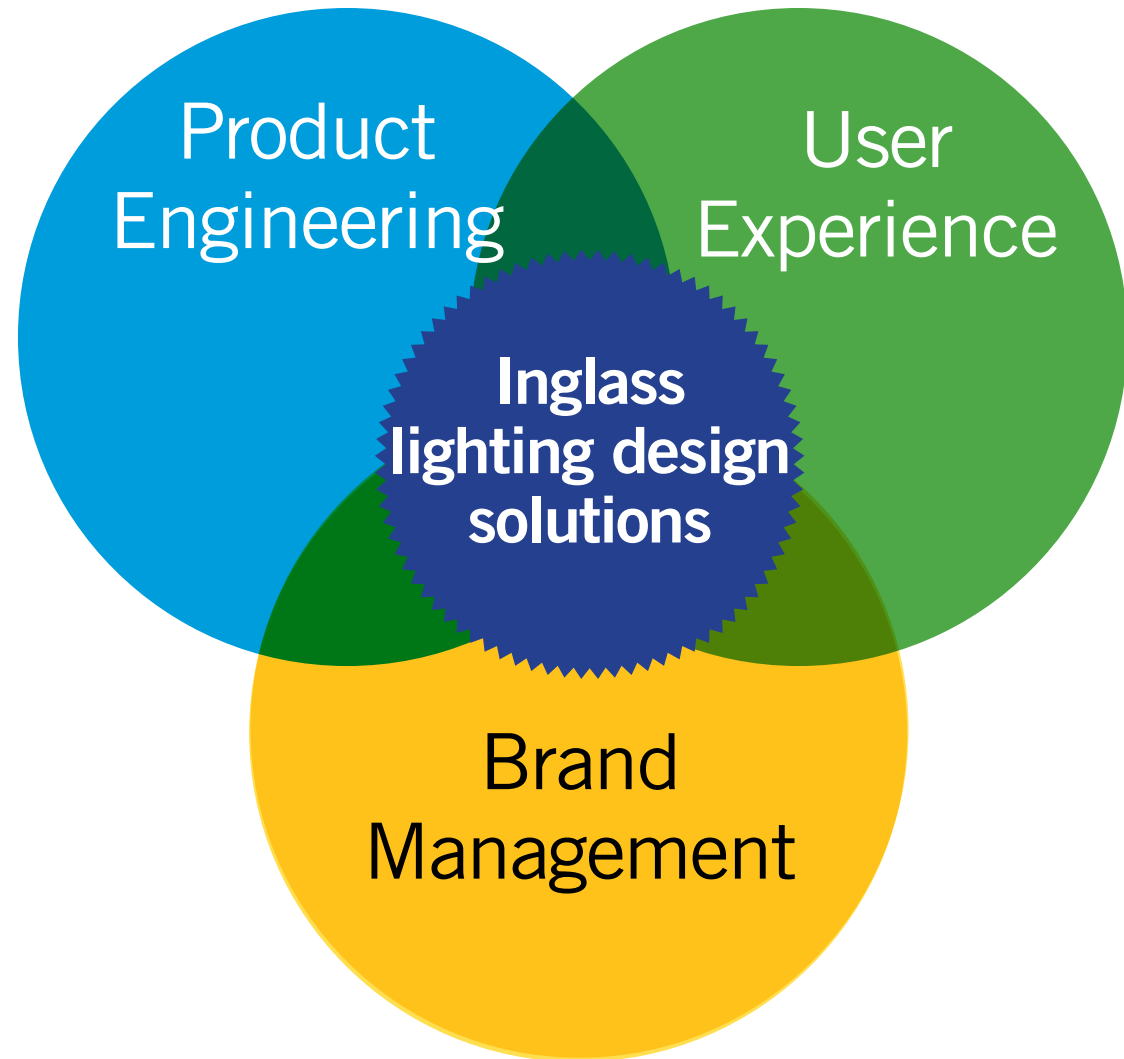 Product
Engineering
User
Experience
Inglass
lighting design
solutions
Brand
Management